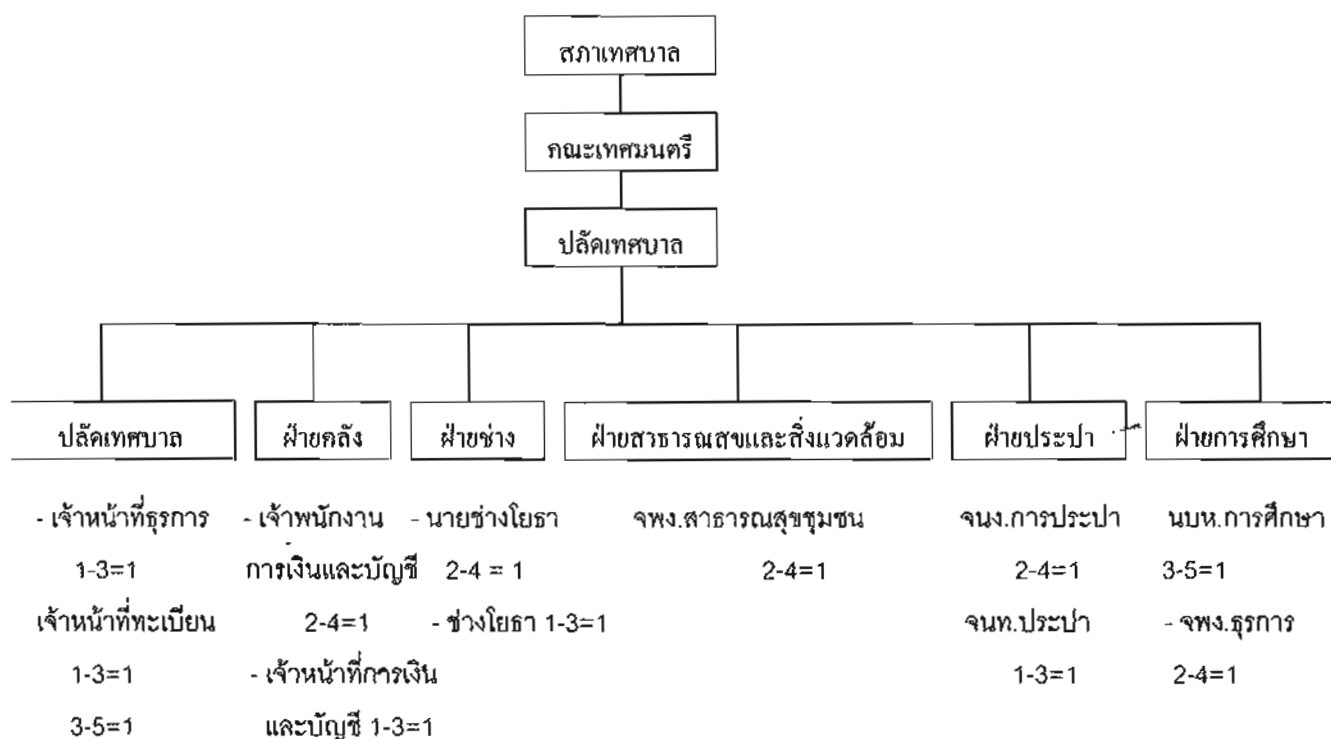 สภาเทศบาล
คณะเทศมนตรี
ปลัดเทศบาล
ปลัดเทศบาล
ฝ่ายคลัง
ฝ่ายช่าง
ฝ่ายสาธารณสขและสิ่งแวดล้อม
ฝ่ายประปา
ฝ่ายการศึกษา
- เจ้าหน้าที่ธุรการ
1-3=1
เจ้าหน้าที่ทะเบียน
1-3=1
3-5=1
- เจ้าพนักงาน
การเงินและบัญชี
2-4=1
- เจ้าหน้าที่การเงิน
และบัญชี 1-3=1
- นายช่างโยธา
2-4 = 1
- ช่างโยธา 1-3=1
จพง.สาธารณสุขชุมชน
2-4=1
จนง.การประปา
2-4=1
จนท.ประปา
1-3=1
นบห.การศึกษา
3-5=1
- จพง.ธุรการ
2-4=1